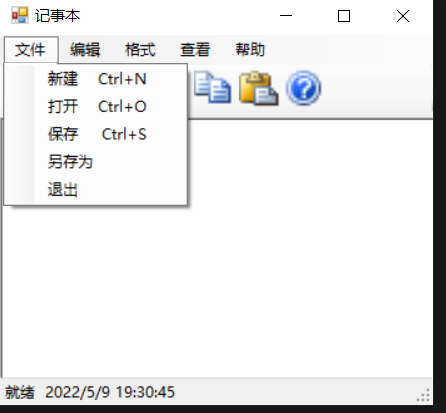 记事本
文件 编辑 格式 查看 帮助
新建 Ctrl+N
打开 Ctrl+O
保存 Ctrl+S
另存为
退出
就绪 2022/5/9 19:30:45